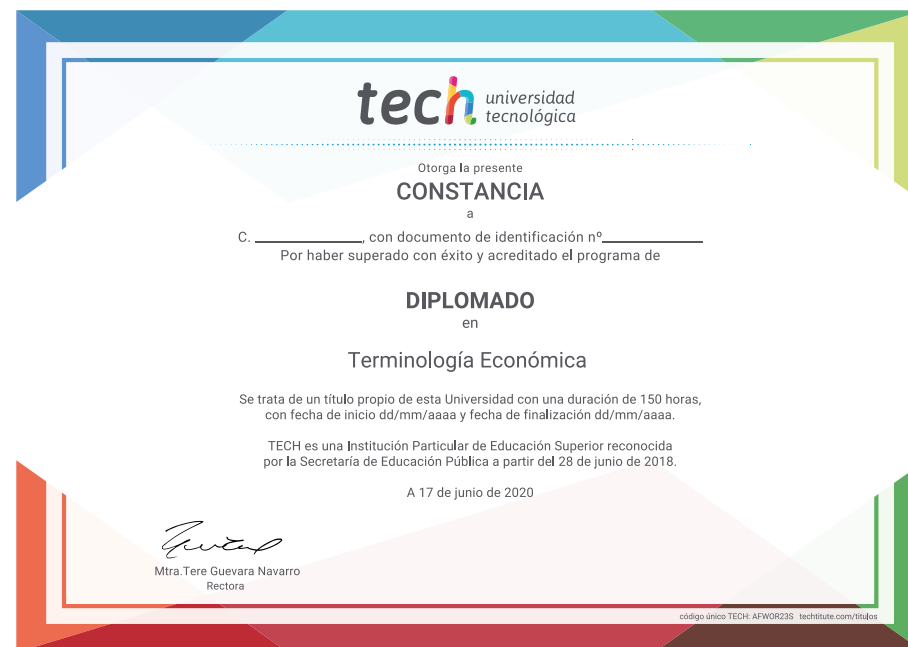 tech universidad
tecnológica
Otorga la presente
CONSTANCIA
a
C. ____________, con documento de identificación nº____________
Por haber superado con éxito y acreditado el programa de
DIPLOMADO
en
Terminología Económica
Se trata de un título propio de esta Universidad con una duración de 150 horas,
con fecha de inicio dd/mm/aaaa y fecha de finalización dd/mm/aaaa.
TECH es una Institución Particular de Educación Superior reconocida
por la Secretaría de Educación Pública a partir del 28 de junio de 2018.
A 17 de junio de 2020
Mtra.Tere Guevara Navarro
Rectora
código único TECH: AFWOR23S techtitute.com/titulos